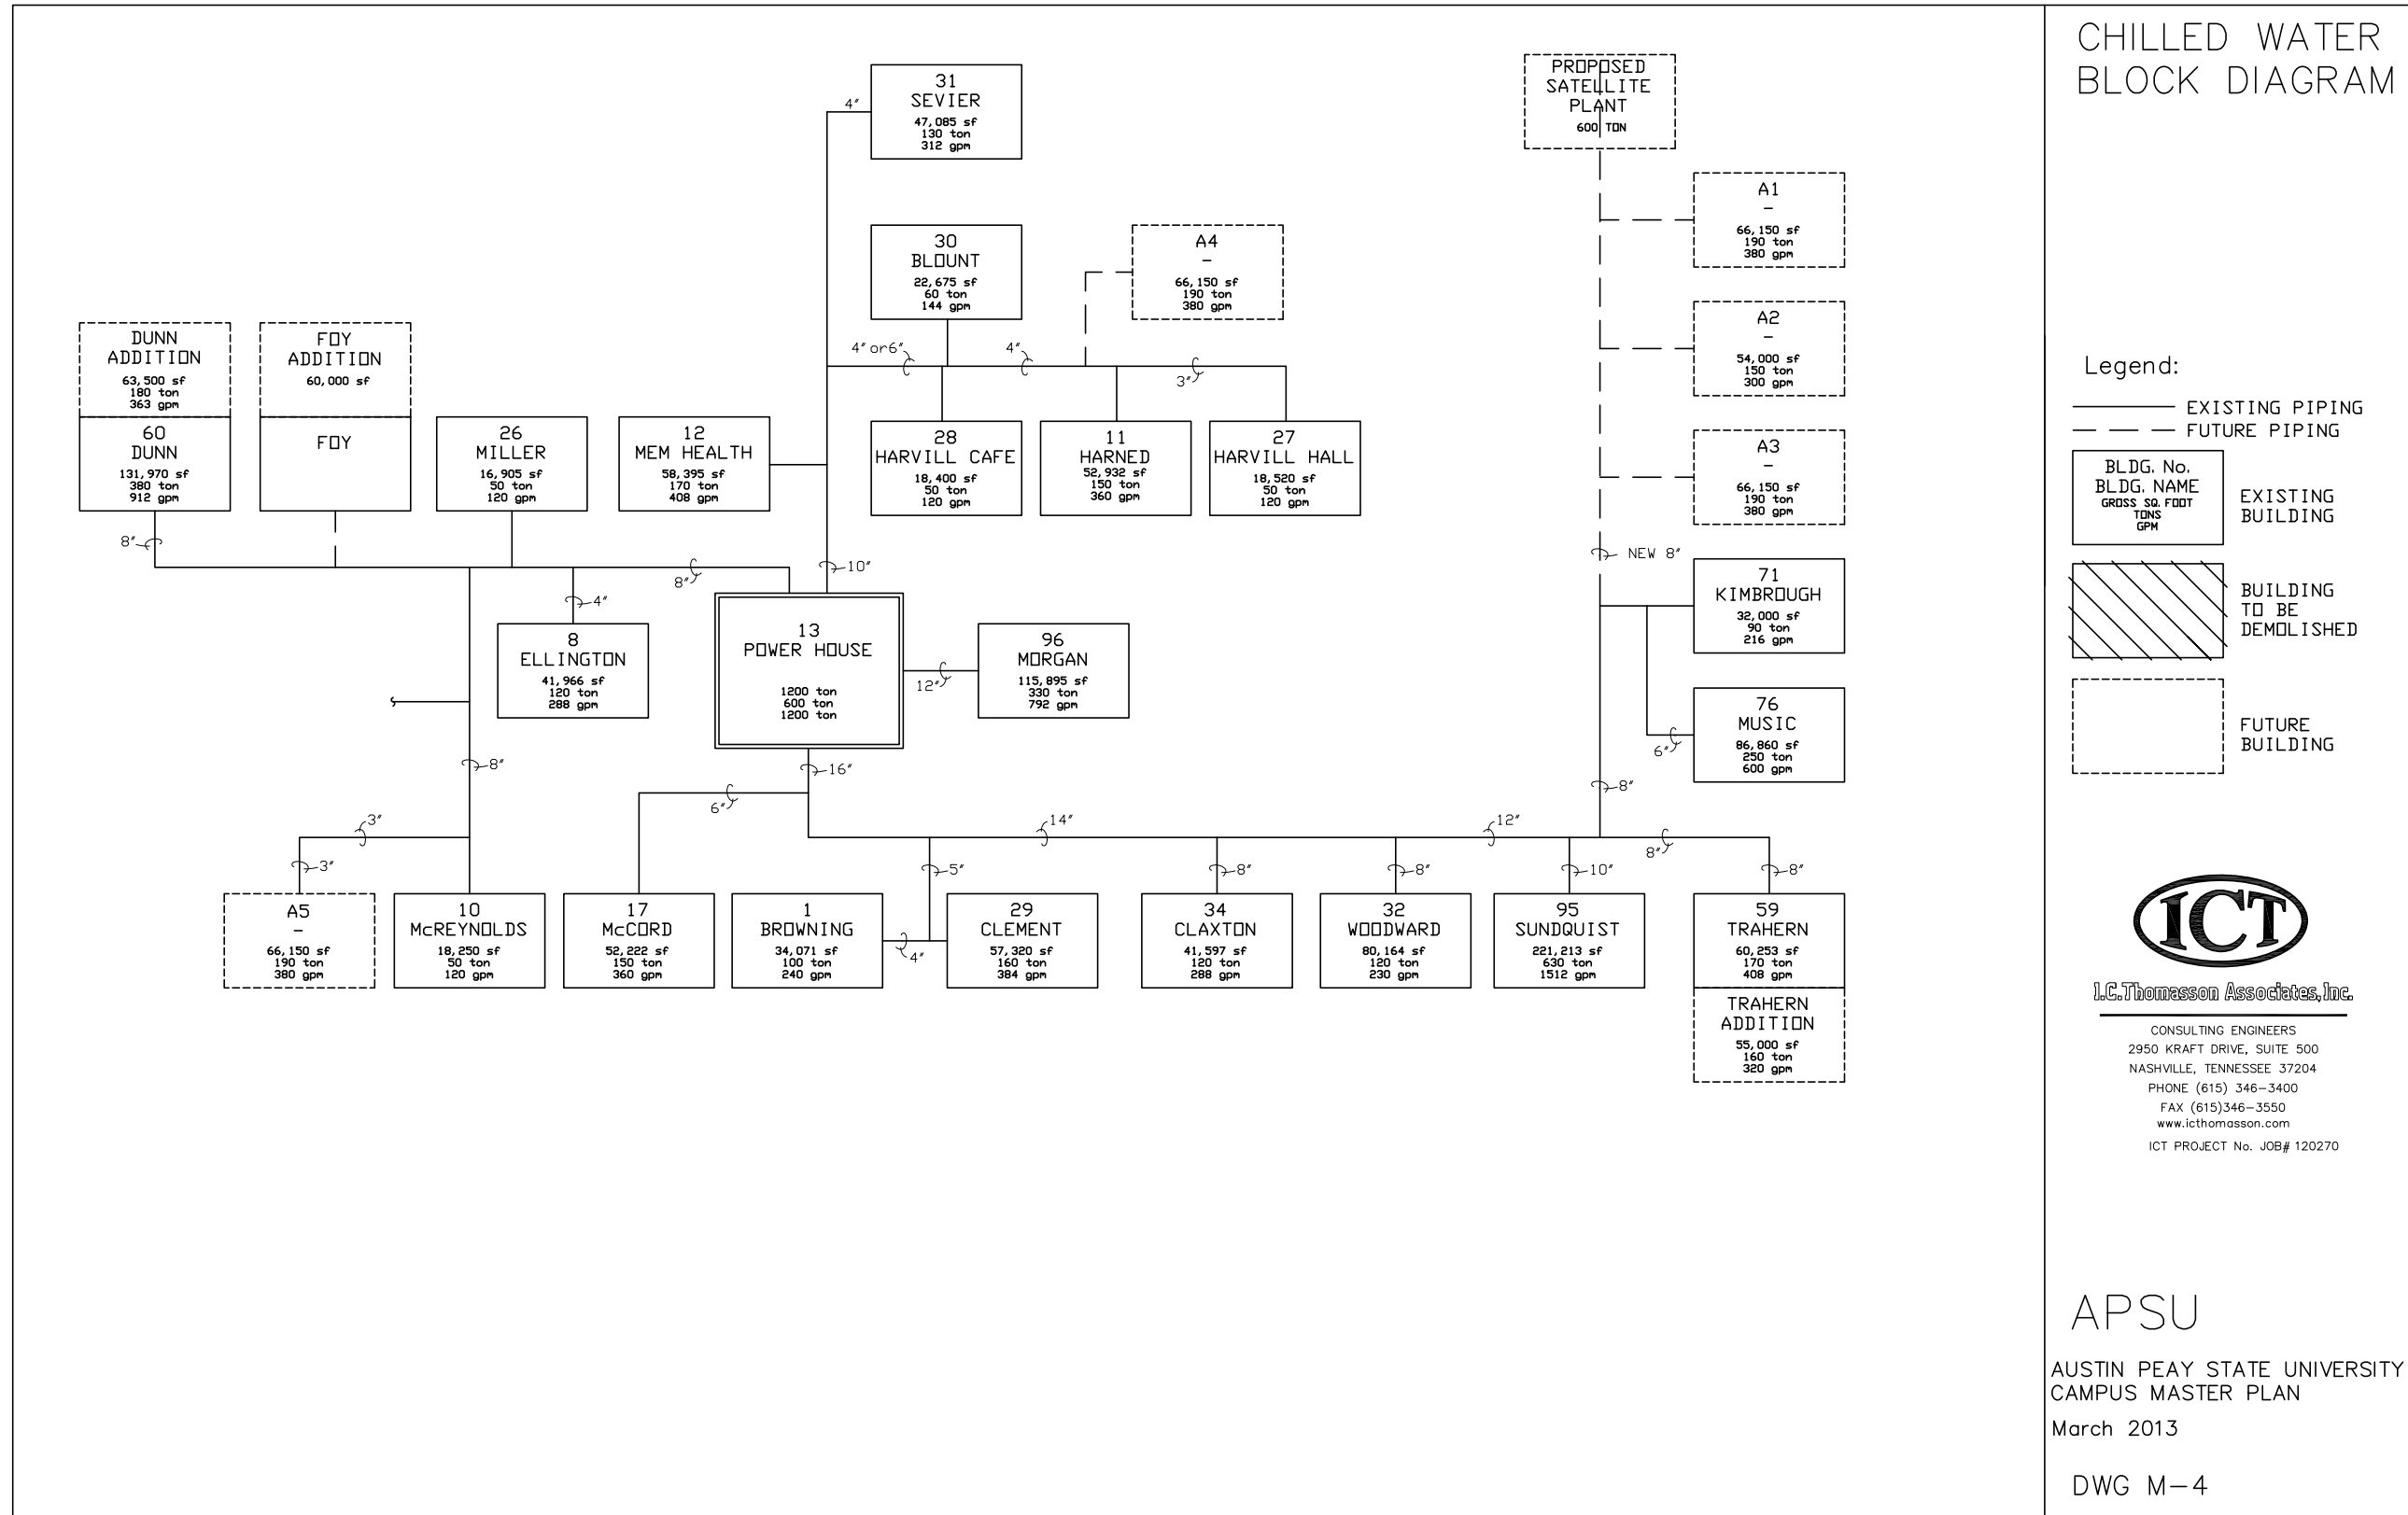 CHILLED WATER
BLOCK DIAGRAM
31
SEVIER
47,085 sf
130 ton
312 gpm
4"
PROPOSED
SATELLITE
PLANT
600 TON
A1
-
66,150 sf
190 ton
380 gpm
30
BLOUNT
22,675 sf
60 ton
144 gpm
A4
-
66,150 sf
190 ton
380 gpm
A2
-
54,000 sf
150 ton
300 gpm
DUNN
ADDITION
63,500 sf
180 ton
363 gpm
FOY
ADDITION
60,000 sf
4" or6"
4"
3"
60
DUNN
131,970 sf
380 ton
912 gpm
FOY
26
MILLER
16,905 sf
50 ton
120 gpm
12
MEM HEALTH
58,395 sf
170 ton
408 gpm
28
HARVILL CAFE
18,400 sf
50 ton
120 gpm
11
HARNED
52,932 sf
150 ton
360 gpm
27
HARVILL HALL
18,520 sf
50 ton
120 gpm
A3
-
66,150 sf
190 ton
380 gpm
8"
8"
10"
NEW 8"
4"
8
ELLINGTON
41,966 sf
120 ton
288 gpm
13
POWER HOUSE
1200 ton
600 ton
1200 ton
12"
96
MORGAN
115,895 sf
330 ton
792 gpm
71
KIMBROUGH
32,000 sf
90 ton
216 gpm
76
MUSIC
86,860 sf
250 ton
600 gpm
6"
8"
16"
8"
6"
3"
14"
12"
8"
3"
5"
8"
8"
10"
8"
A5
-
66,150 sf
190 ton
380 gpm
10
McREYNOLDS
18,250 sf
50 ton
120 gpm
17
McCORD
52,222 sf
150 ton
360 gpm
1
BROWNING
34,071 sf
100 ton
240 gpm
4"
29
CLEMENT
57,320 sf
160 ton
384 gpm
34
CLAXTON
41,597 sf
120 ton
288 gpm
32
WOODWARD
80,164 sf
120 ton
230 gpm
95
SUNDQUIST
221,213 sf
630 ton
1512 gpm
59
TRAHERN
60,253 sf
170 ton
408 gpm
TRAHERN
ADDITION
55,000 sf
160 ton
320 gpm
Legend:
EXISTING PIPING
FUTURE PIPING
BLDG. No.
BLDG. NAME
GROSS SQ. FOOT
TONS
GPM
EXISTING
BUILDING
BUILDING
TO BE
DEMOLISHED
FUTURE
BUILDING
ICT
I.C.Thomasson Associates,Inc.
CONSULTING ENGINEERS
2950 KRAFT DRIVE, SUITE 500
NASHVILLE, TENNESSEE 37204
PHONE (615) 346-3400
FAX (615)346-3550
www.icthomasson.com
ICT PROJECT No. JOB# 120270
APSU
AUSTIN PEAY STATE UNIVERSITY
CAMPUS MASTER PLAN
March 2013
DWG M-4